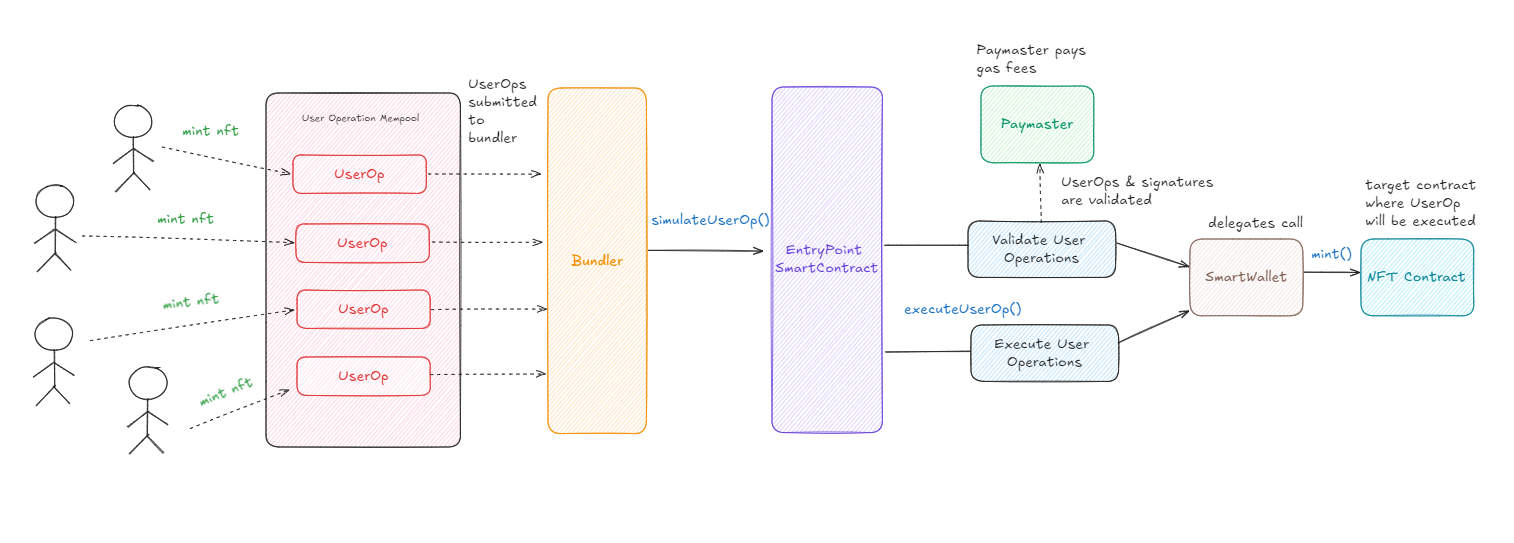 Paymaster pays
gas fees
UserOps
submitted
to
bundler
User Operation Mempool
mint nft
Paymaster
UserOp
UserOps & signatures
are validated
target contract
where UserOp
will be executed
mint nft
simulateUserOp()
delegates call
UserOp
EntryPoint
SmartContract
Validate User
Operations
mint()
Bundler
SmartWallet
NFT Contract
mint nft
UserOp
executeUserOp()
Execute User
Operations
mint nft
UserOp